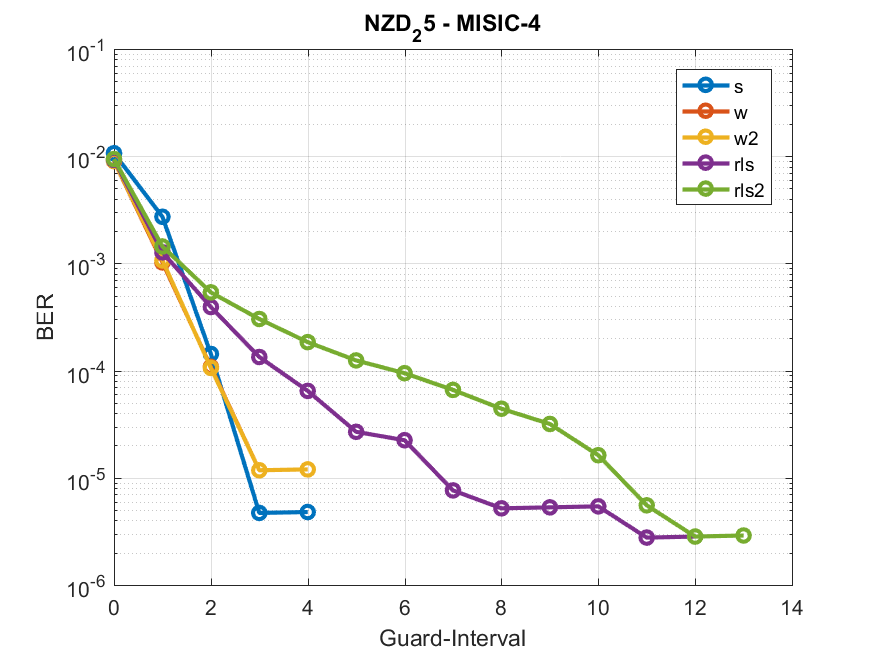 NZD₂5 - MISIC-4
10⁻¹
10⁻²
10⁻³
10⁻⁴
10⁻⁵
10⁻⁶
BER
s
w
w2
rls
rls2
0 2 4 6 8 10 12 14
Guard-Interval